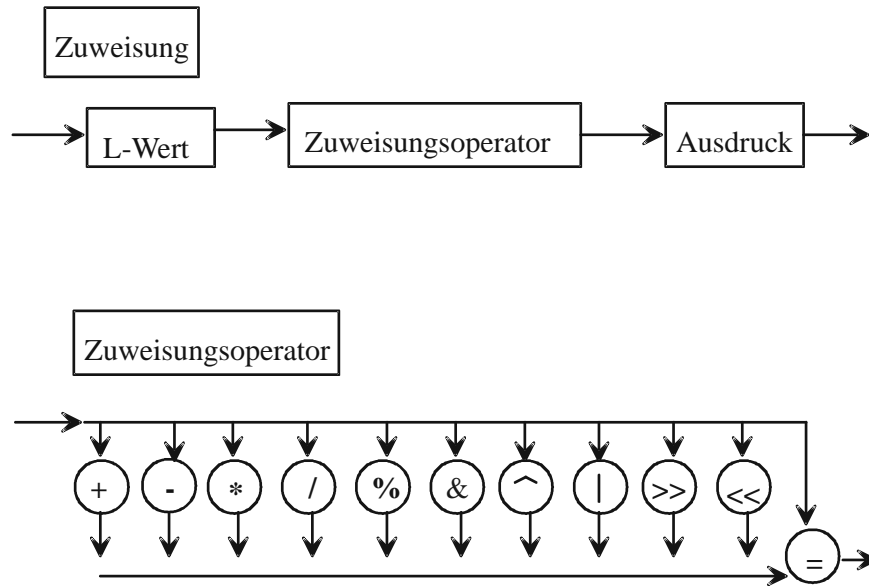 Zuweisung
L-Wert Zuweisungsoperator Ausdruck
Zuweisungsoperator
+ - * / % & ^ | >> <<
=